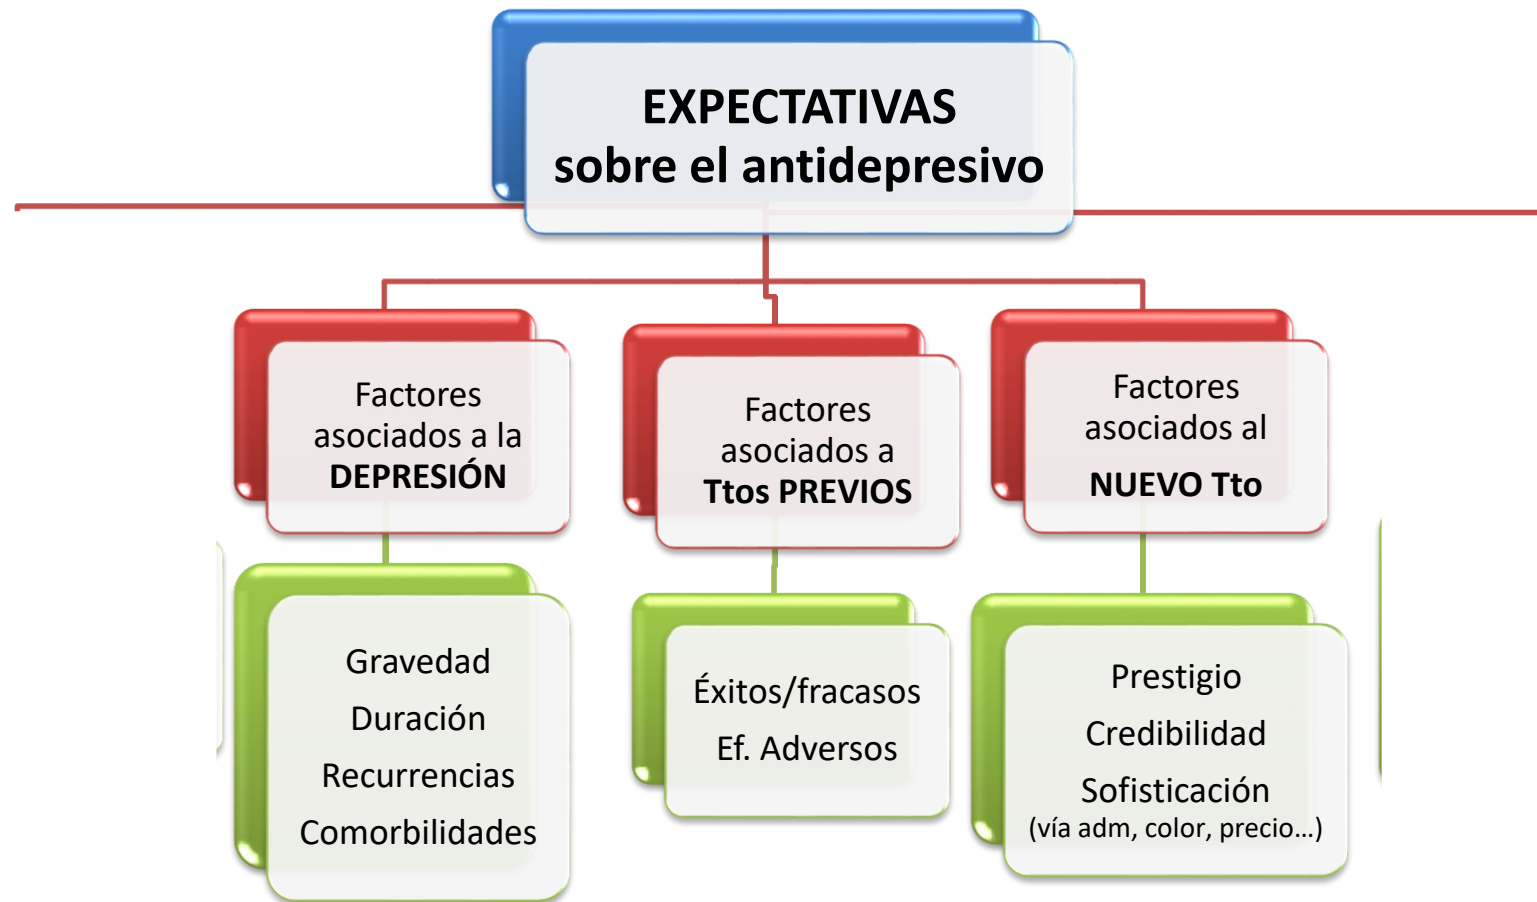 EXPECTATIVAS
sobre el antidepresivo
Factores
asociados a la
DEPRESIÓN
Factores
asociados a
Ttos PREVIOS
Factores
asociados al
NUEVO Tto
Gravedad
Duración
Recurrencias
Comorbilidades
Éxitos/fracasos
Ef. Adversos
Prestigio
Credibilidad
Sofisticación
(vía adm, color, precio...)